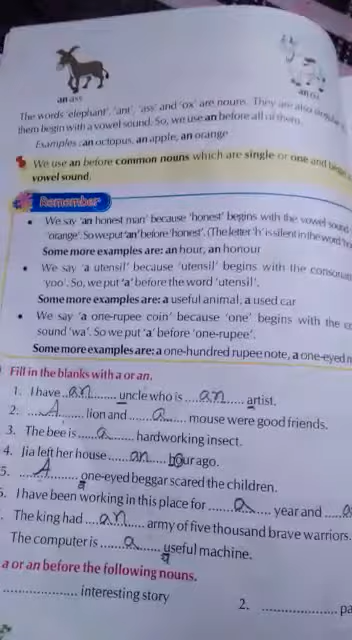 an ass
an ox
The words 'elephant', 'ant', 'ass' and 'ox' are nouns. They are also singular
them begin with a vowel sound. So, we use an before all of them.
Examples: an octopus, an apple, an orange
We use an before common nouns which are single or one and begin
vowel sound.
Remember
• We say 'an honest man' because 'honest' begins with the vowel sound
'orange'. So we put 'an' before 'honest'. (The letter 'h' is silent in the word
Some more examples are: an hour, an honour
• We say 'a utensil' because 'utensil' begins with the consonant
'yoo'. So, we put 'a' before the word 'utensil'.
Some more examples are: a useful animal, a used car
• We say 'a one-rupee coin' because 'one' begins with the
sound 'wa'. So we put 'a' before 'one-rupee'.
Some more examples are: a one-hundred rupee note, a one-eyed
Fill in the blanks with a or an.
1. I have ..an.......... uncle who is ....an....... artist.
2. ......A...... lion and .....a........ mouse were good friends.
3. The bee is ......a....... hardworking insect.
4. Jia left her house ......an..... hour ago.
5. ....A.......... one-eyed beggar scared the children.
I have been working in this place for .......a....... year and ....a
The king had ....an....... army of five thousand brave warriors.
The computer is ......a....... useful machine.
a or an before the following nouns.
.................... interesting story
2. .................... pa